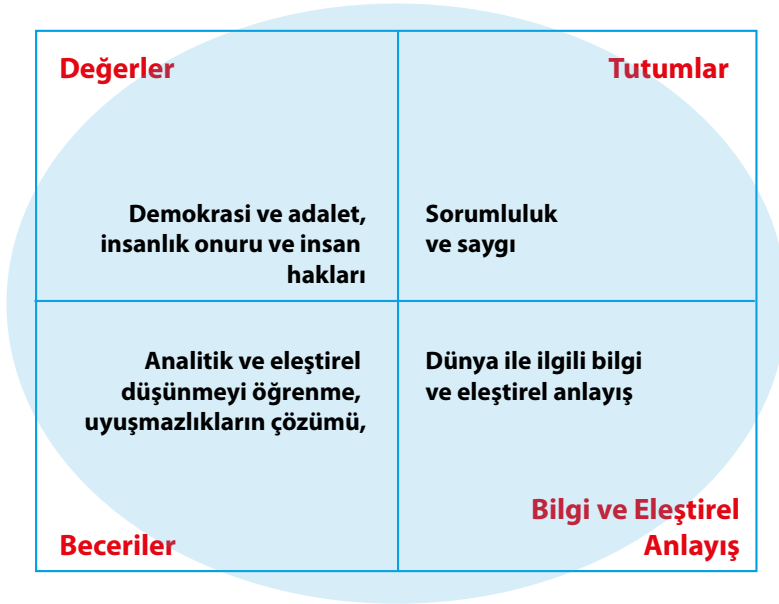 Değerler
Demokrasi ve adalet,
insanlık onuru ve insan
hakları
Tutumlar
Sorumluluk
ve saygı
Analitik ve eleştirel
düşünmeyi öğrenme,
uyuşmazlıkların çözümü,
Beceriler
Dünya ile ilgili bilgi
ve eleştirel anlayış
Bilgi ve Eleştirel
Anlayış